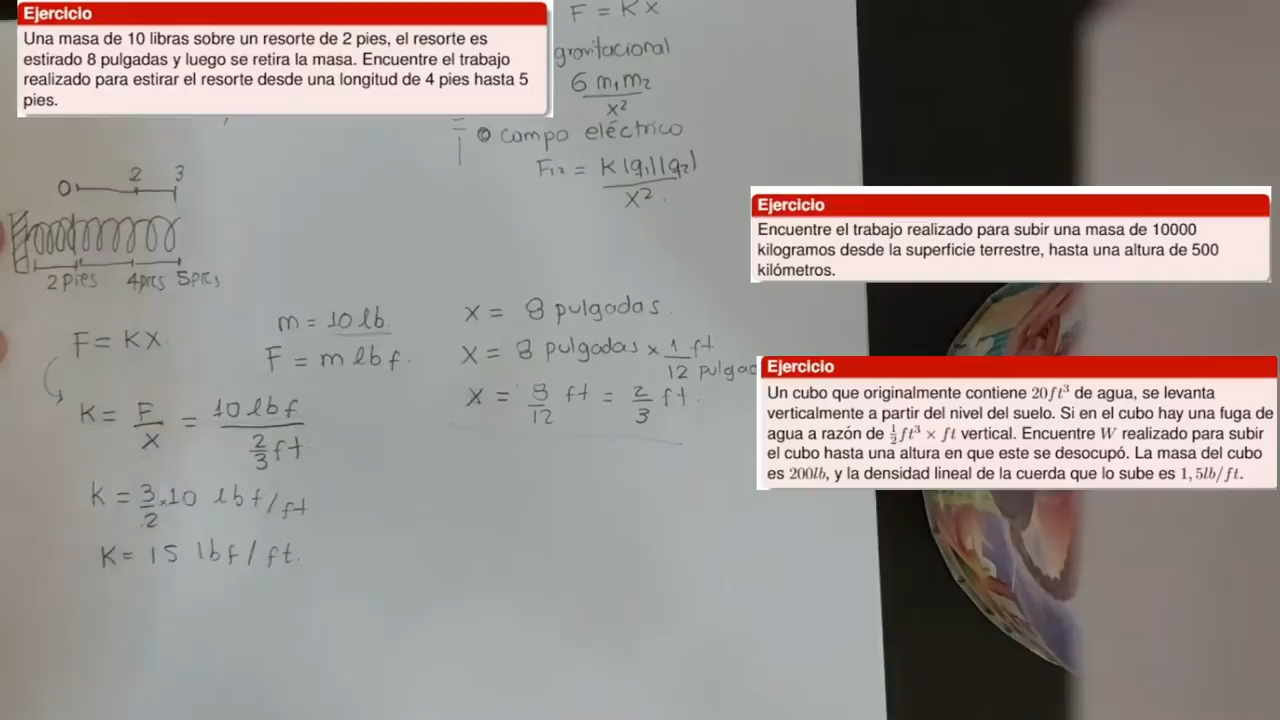 Ejercicio
Una masa de 10 libras sobre un resorte de 2 pies, el resorte es
estirado 8 pulgadas y luego se retira la masa. Encuentre el trabajo
realizado para estirar el resorte desde una longitud de 4 pies hasta 5
pies.
F = Kx
gravitacional
G m₁ m₂
x²
campo eléctrico
F₁₂ = K(q₁)(q₂)
x².
0 2 3
2 pies 4 pies 5 pies
F = Kx.
K = F/x = 10 lbf / 2/3 ft
K = 3/2 . 10 lbf/ft
K = 15 lbf/ft.
m = 10 lb.
F = m lbf.
x = 8 pulgadas.
x = 8 pulgadas × 1 ft
12 pulgad
x = 8/12 ft = 2/3 ft.
Ejercicio
Encuentre el trabajo realizado para subir una masa de 10000
kilogramos desde la superficie terrestre, hasta una altura de 500
kilómetros.
Ejercicio
Un cubo que originalmente contiene 20ft³ de agua, se levanta
verticalmente a partir del nivel del suelo. Si en el cubo hay una fuga de
agua a razón de ½ft³ × ft vertical. Encuentre W realizado para subir
el cubo hasta una altura en que este se desocupó. La masa del cubo
es 200lb, y la densidad lineal de la cuerda que lo sube es 1,5lb/ft.